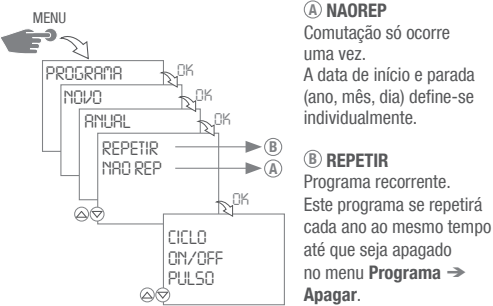 MENU
PROGRAMA
OK
NOVO
OK
ANUAL
OK
REPETIR
B
NAO REP
A
OK
CICLO
ON/OFF
PULSO
A NAOREP
Comutação só ocorre
uma vez.
A data de início e parada
(ano, mês, dia) define-se
individualmente.
B REPETIR
Programa recorrente.
Este programa se repetirá
cada ano ao mesmo tempo
até que seja apagado
no menu Programa ➔
Apagar.